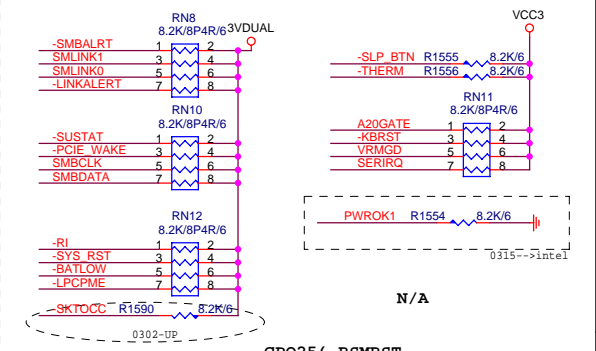 RN8
8.2K/8P4R/6
3VDUAL
-SMBALRT 1 2
SMLINK1 3 4
SMLINK0 5 6
-LINKALERT 7 8
RN10
8.2K/8P4R/6
-SUSTAT 1 2
-PCIE_WAKE 3 4
SMBCLK 5 6
SMBDATA 7 8
RN12
8.2K/8P4R/6
-RI 1 2
-SYS_RST 3 4
-BATLOW 5 6
-LPCPME 7 8
-SKTOCC R1590 8.2K/6
0302-UP
VCC3
-SLP_BTN R1555 8.2K/6
-THERM R1556 8.2K/6
RN11
8.2K/8P4R/6
A20GATE 1 2
-KBRST 3 4
VRMGD 5 6
SERIRQ 7 8
PWROK1 R1554 8.2K/6
0315-->intel
N/A